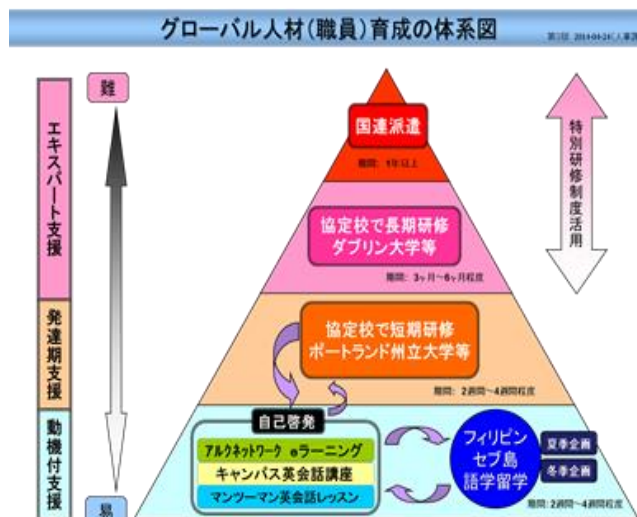 グローバル人材(職員)育成の体系図
2014-04-24
難
エキスパート支援
発達期支援
動機付支援
易
特別研修制度活用
国連派遣
期間: 1年以上
協定校で長期研修
ダブリン大学等
期間: 3ヶ月~6ヶ月程度
協定校で短期研修
ポートランド州立大学等
期間: 2週間~4週間程度
自己啓発
アルクネットワーク eラーニング
キャンパス英会話講座
マンツーマン英会話レッスン
フィリピン
セブ島
語学留学
夏季企画
冬季企画
期間: 2週間~4週間程度